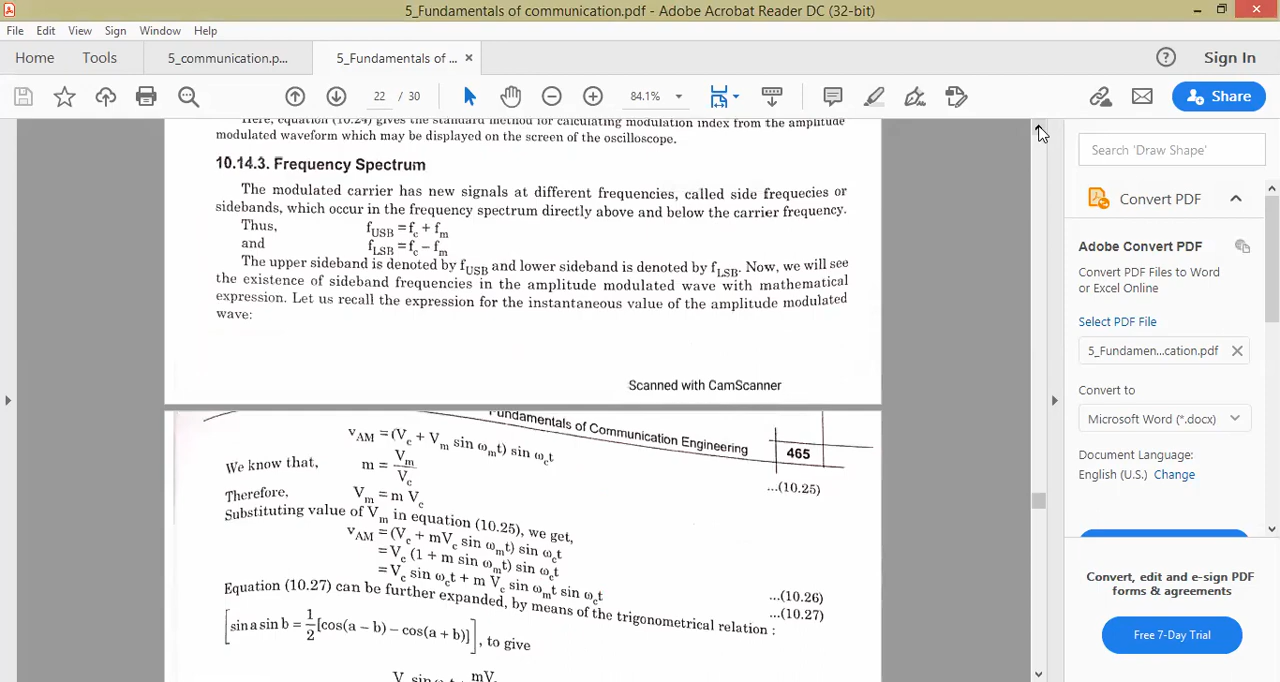 5_Fundamentals of communication.pdf - Adobe Acrobat Reader DC (32-bit)
File Edit View Sign Window Help
Home Tools 5_communication.p... 5_Fundamentals of ... × Sign In
22 / 30 84.1% Share
Here, equation (10.24) gives the standard method for calculating modulation index from the amplitude
modulated waveform which may be displayed on the screen of the oscilloscope.
10.14.3. Frequency Spectrum
The modulated carrier has new signals at different frequencies, called side frequecies or
sidebands, which occur in the frequency spectrum directly above and below the carrier frequency.
Thus, f_USB = f_c + f_m
and f_LSB = f_c − f_m
The upper sideband is denoted by f_USB and lower sideband is denoted by f_LSB. Now, we will see
the existence of sideband frequencies in the amplitude modulated wave with mathematical
expression. Let us recall the expression for the instantaneous value of the amplitude modulated
wave:
Scanned with CamScanner
Fundamentals of Communication Engineering 465
v_AM = (V_c + V_m sin ω_m t) sin ω_c t
...(10.25)
We know that, m = V_m / V_c
Therefore, V_m = m V_c
Substituting value of V_m in equation (10.25), we get,
v_AM = (V_c + mV_c sin ω_m t) sin ω_c t
= V_c (1 + m sin ω_m t) sin ω_c t
...(10.26)
= V_c sin ω_c t + m V_c sin ω_m t sin ω_c t
...(10.27)
Equation (10.27) can be further expanded, by means of the trigonometrical relation :
[sin a sin b = 1/2 [cos(a − b) − cos(a + b)]], to give
Search 'Draw Shape'
Convert PDF
Adobe Convert PDF
Convert PDF Files to Word
or Excel Online
Select PDF File
5_Fundamen...cation.pdf
Convert to
Microsoft Word (*.docx)
Document Language:
English (U.S.) Change
Convert, edit and e-sign PDF
forms & agreements
Free 7-Day Trial